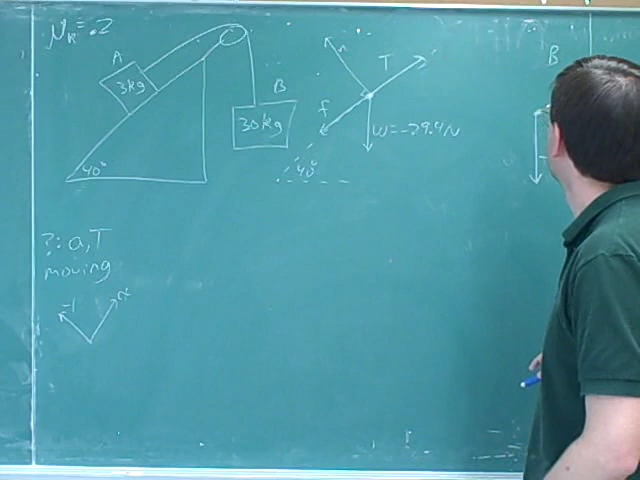 μk=.2
A
3kg
B
30kg
40°
n
T
f
W=-29.4N
40°
B
?: a,T
moving